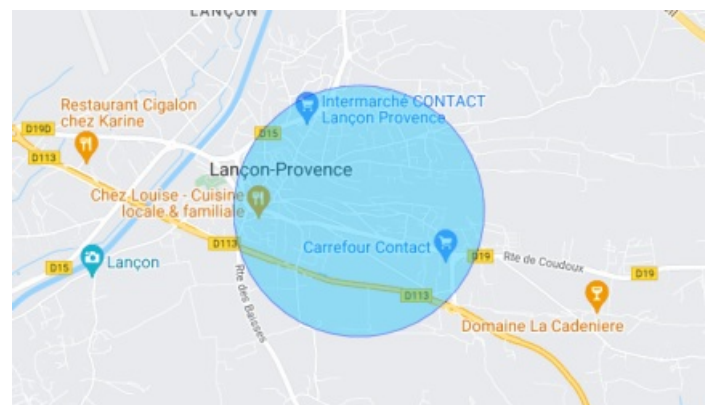 LANÇON
Intermarché CONTACT
Lançon Provence
Restaurant Cigalon
chez Karine
D19D
D15
D113
Lançon-Provence
Chez Louise - Cuisine
locale & familiale
D113
Carrefour Contact
D19
Rte de Coudoux
D15
Lançon
D19
Rte des Baisses
D113
Domaine La Cadeniere